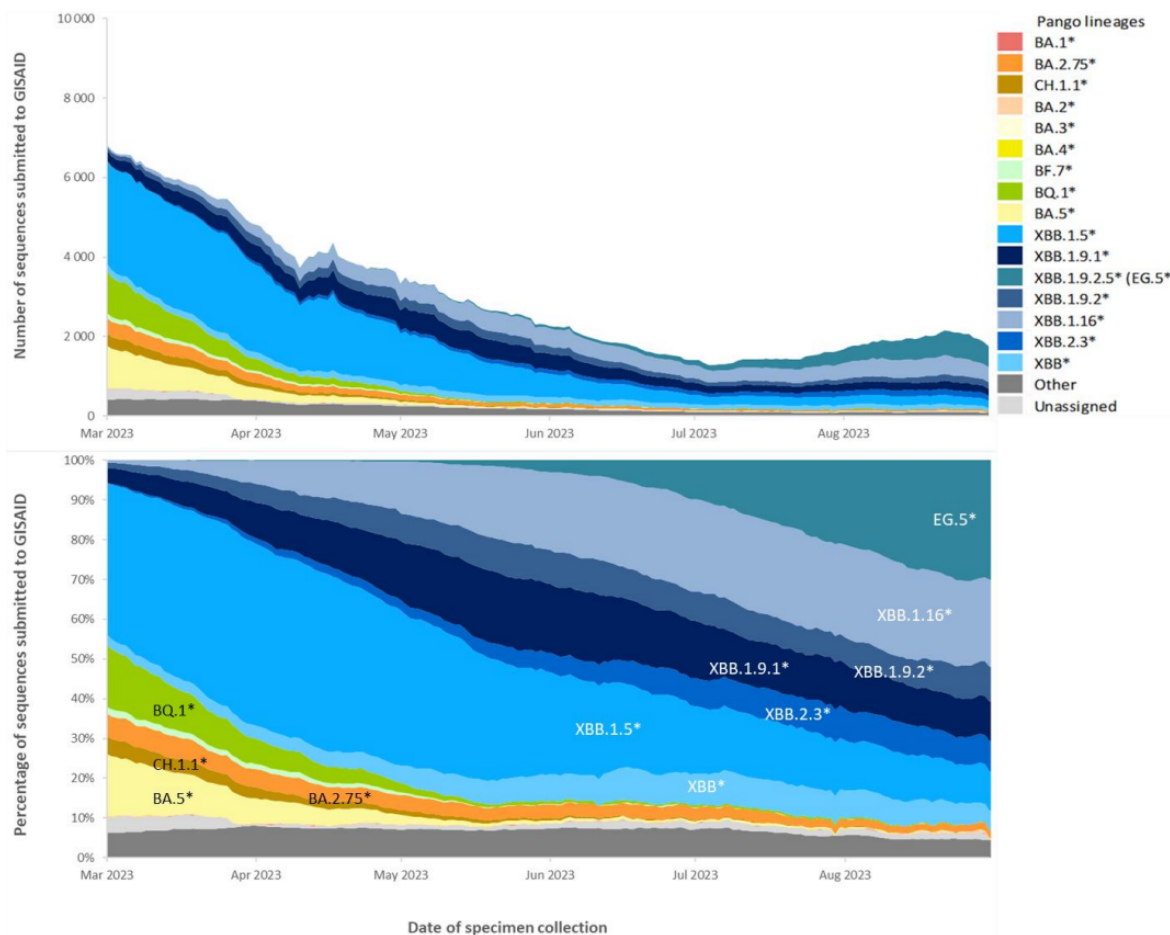 10 000
8 000
6 000
4 000
2 000
0
Number of sequences submitted to GISAID
Mar 2023
Apr 2023
May 2023
Jun 2023
Jul 2023
Aug 2023
Pango lineages
BA.1*
BA.2.75*
CH.1.1*
BA.2*
BA.3*
BA.4*
BF.7*
BQ.1*
BA.5*
XBB.1.5*
XBB.1.9.1*
XBB.1.9.2.5* (EG.5*
XBB.1.9.2*
XBB.1.16*
XBB.2.3*
XBB*
Other
Unassigned
100%
90%
80%
70%
60%
50%
40%
30%
20%
10%
0%
Percentage of sequences submitted to GISAID
EG.5*
XBB.1.16*
XBB.1.9.1*
XBB.1.9.2*
XBB.2.3*
BQ.1*
XBB.1.5*
CH.1.1*
XBB*
BA.5*
BA.2.75*
Mar 2023
Apr 2023
May 2023
Jun 2023
Jul 2023
Aug 2023
Date of specimen collection